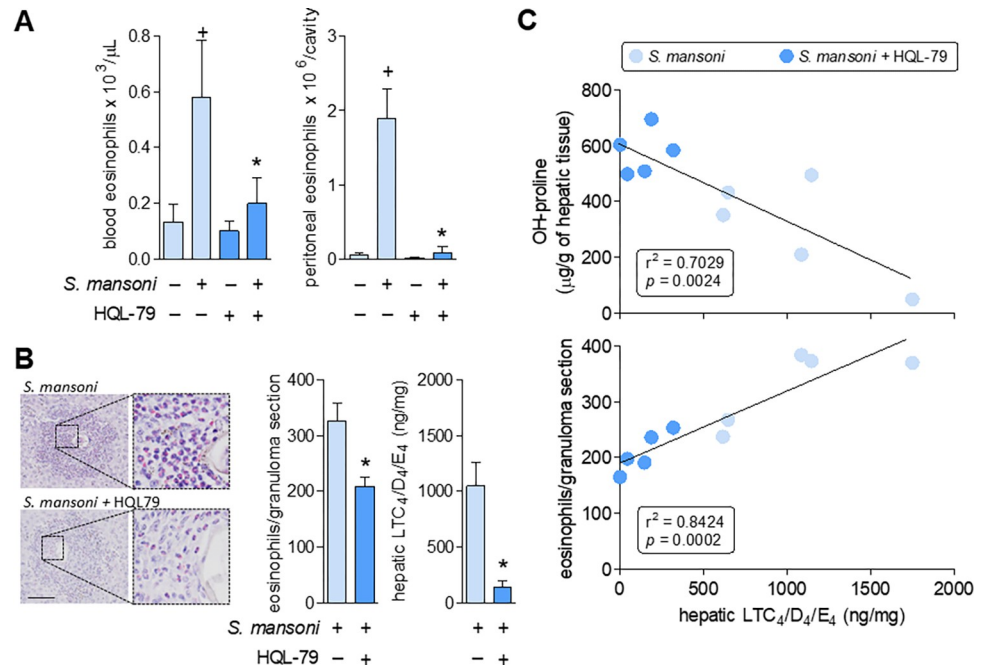 A
blood eosinophils x 10³/µL
0.8
0.6
0.4
0.2
0.0
+
*
peritoneal eosinophils x 10⁶/cavity
3
2
1
0
+
*
S. mansoni – + – + – + – +
HQL-79 – – + + – – + +
B
S. mansoni
S. mansoni + HQL79
eosinophils/granuloma section
400
300
200
100
0
*
hepatic LTC₄/D₄/E₄ (ng/mg)
2000
1500
1000
500
0
*
S. mansoni + + + +
HQL-79 – + – +
C
S. mansoni S. mansoni + HQL-79
OH-proline
(µg/g of hepatic tissue)
800
600
400
200
0
r² = 0.7029
p = 0.0024
eosinophils/granuloma section
400
300
200
100
0
r² = 0.8424
p = 0.0002
0 500 1000 1500 2000
hepatic LTC₄/D₄/E₄ (ng/mg)